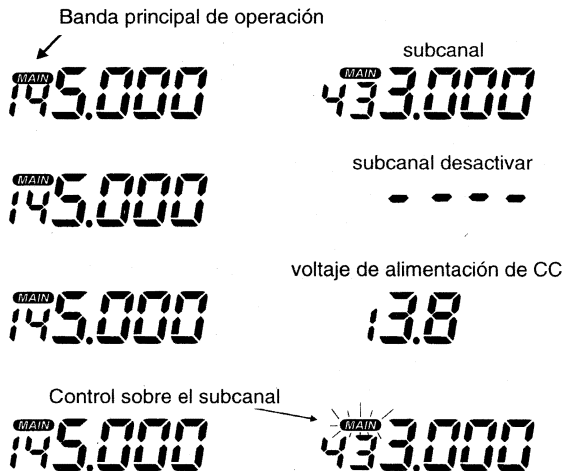 Banda principal de operación
subcanal
MAIN 145.000 MAIN 433.000
subcanal desactivar
MAIN 145.000 - - - -
voltaje de alimentación de CC
MAIN 145.000 13.8
Control sobre el subcanal
MAIN 145.000 MAIN 433.000